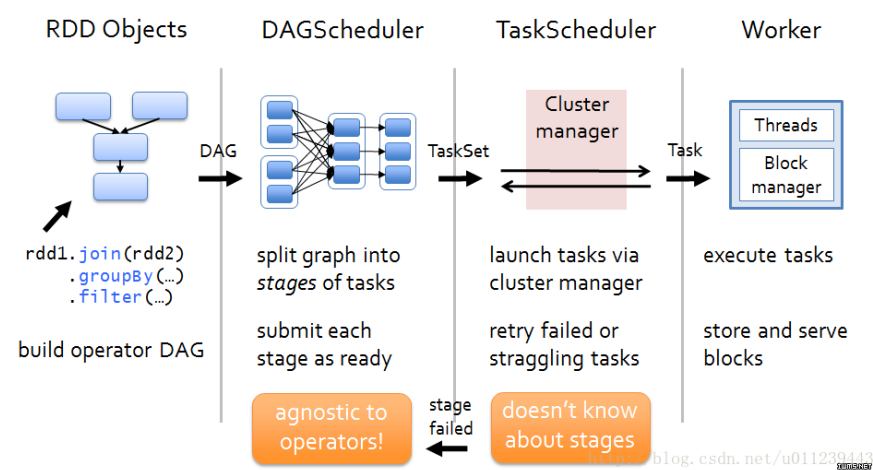 RDD Objects
DAGScheduler
TaskScheduler
Worker
DAG
TaskSet
Cluster
manager
Task
Threads
Block
manager
rdd1.join(rdd2)
.groupBy(…)
.filter(…)
build operator DAG
split graph into
stages of tasks
submit each
stage as ready
launch tasks via
cluster manager
retry failed or
straggling tasks
execute tasks
store and serve
blocks
agnostic to
operators!
stage
failed
doesn't know
about stages
http://blog.csdn.net/u011239443